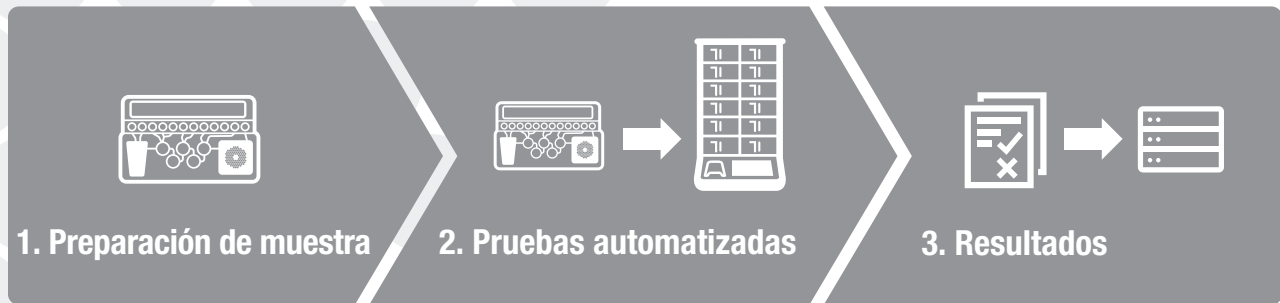 1. Preparación de muestra
2. Pruebas automatizadas
3. Resultados